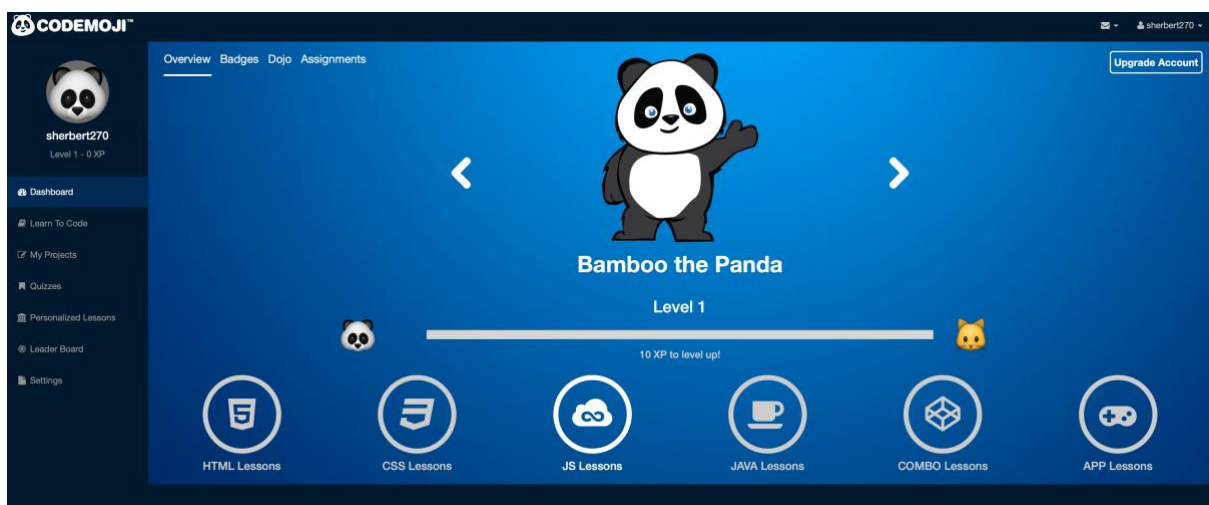 CODEMOJI™
sherbert270
Overview Badges Dojo Assignments
Upgrade Account
sherbert270
Level 1 - 0 XP
Dashboard
Learn To Code
My Projects
Quizzes
Personalized Lessons
Leader Board
Settings
Bamboo the Panda
Level 1
10 XP to level up!
HTML Lessons
CSS Lessons
JS Lessons
JAVA Lessons
COMBO Lessons
APP Lessons